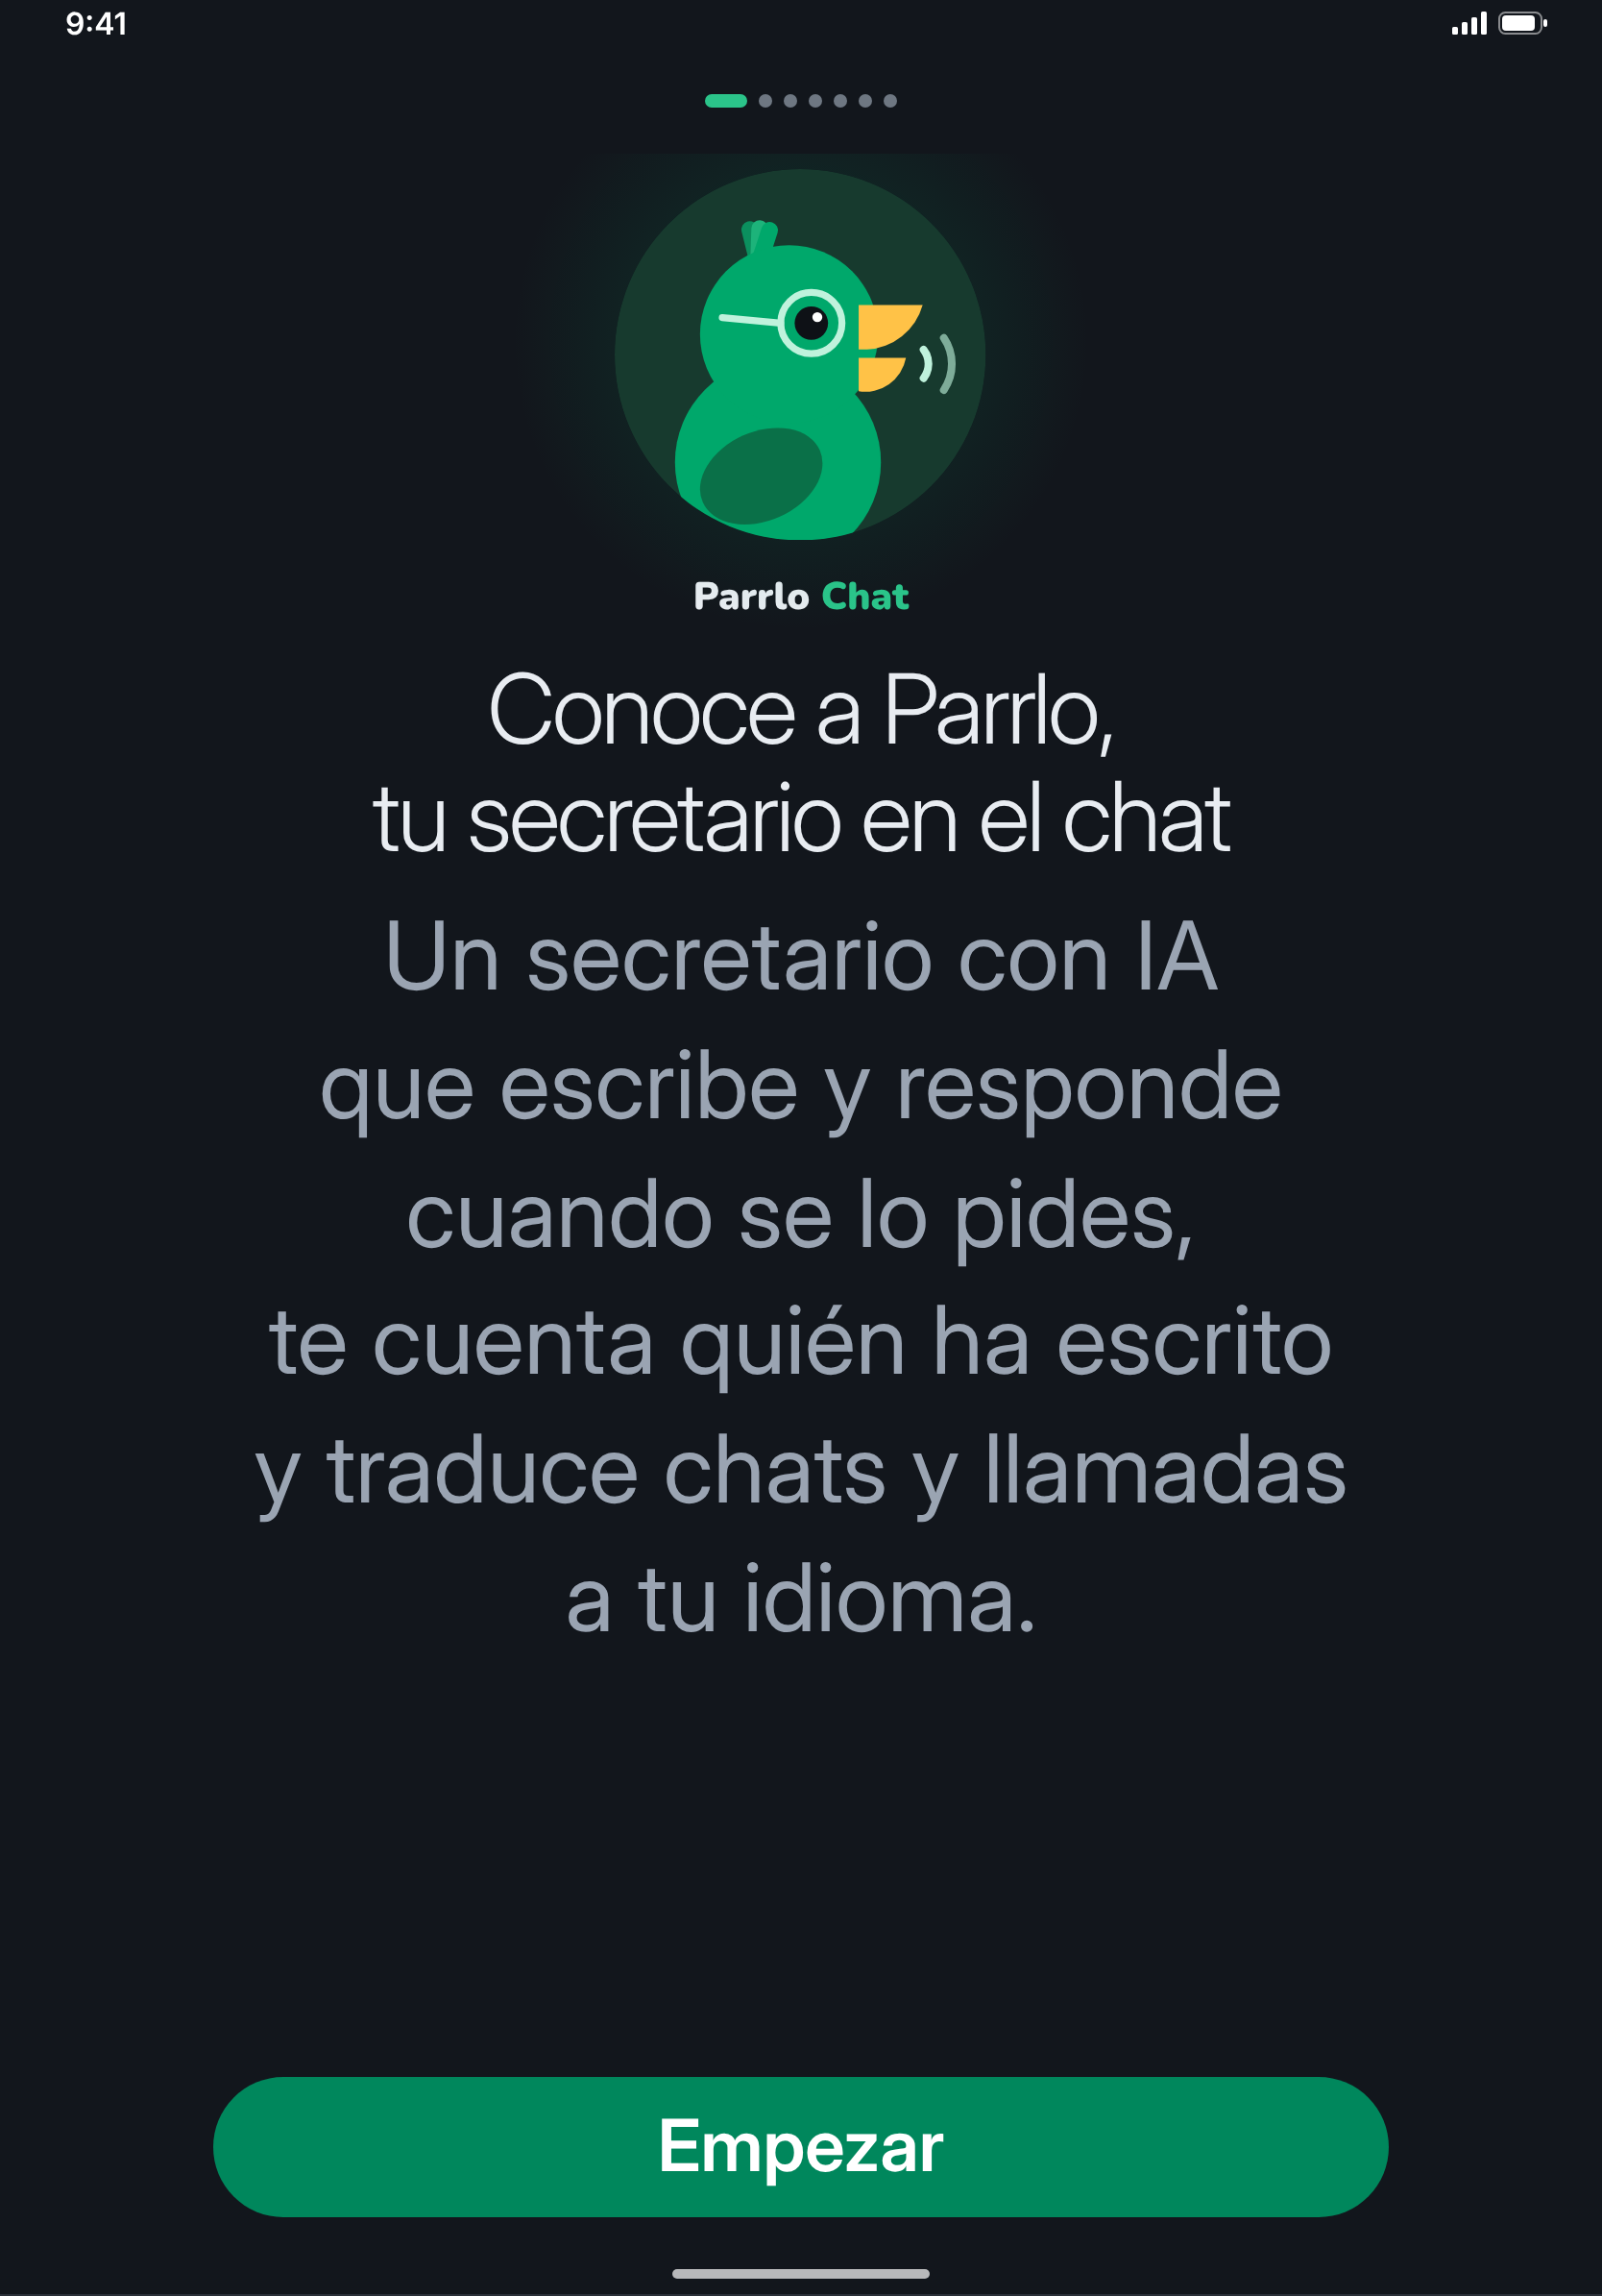 9:41
Parrlo Chat
Conoce a Parrlo,
tu secretario en el chat
Un secretario con IA
que escribe y responde
cuando se lo pides,
te cuenta quién ha escrito
y traduce chats y llamadas
a tu idioma.
Empezar